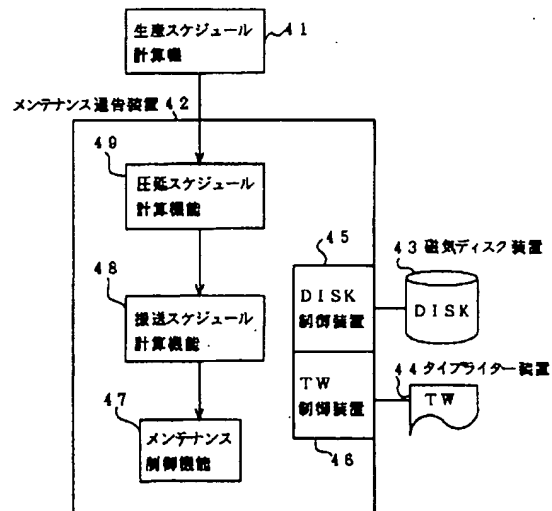 生産スケジュール
計算機
41
メンテナンス通告装置 42
49
圧延スケジュール
計算機能
48
搬送スケジュール
計算機能
47
メンテナンス
制御機能
45
DISK
制御装置
TW
制御装置
46
43 磁気ディスク装置
DISK
44 タイプライター装置
TW